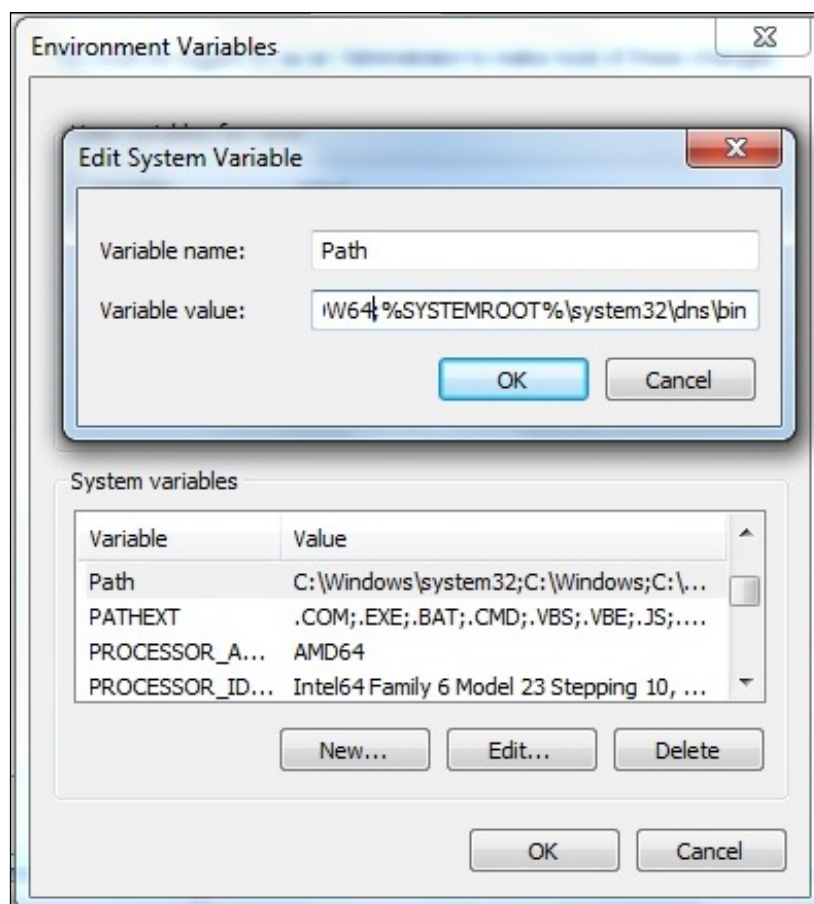 Environment Variables
Edit System Variable
Variable name:
Path
Variable value:
W64; %SYSTEMROOT%\system32\dns\bin
OK
Cancel
System variables
Variable Value
Path C:\Windows\system32;C:\Windows;C:\...
PATHEXT .COM;.EXE;.BAT;.CMD;.VBS;.VBE;.JS;....
PROCESSOR_A... AMD64
PROCESSOR_ID... Intel64 Family 6 Model 23 Stepping 10, ...
New... Edit... Delete
OK Cancel